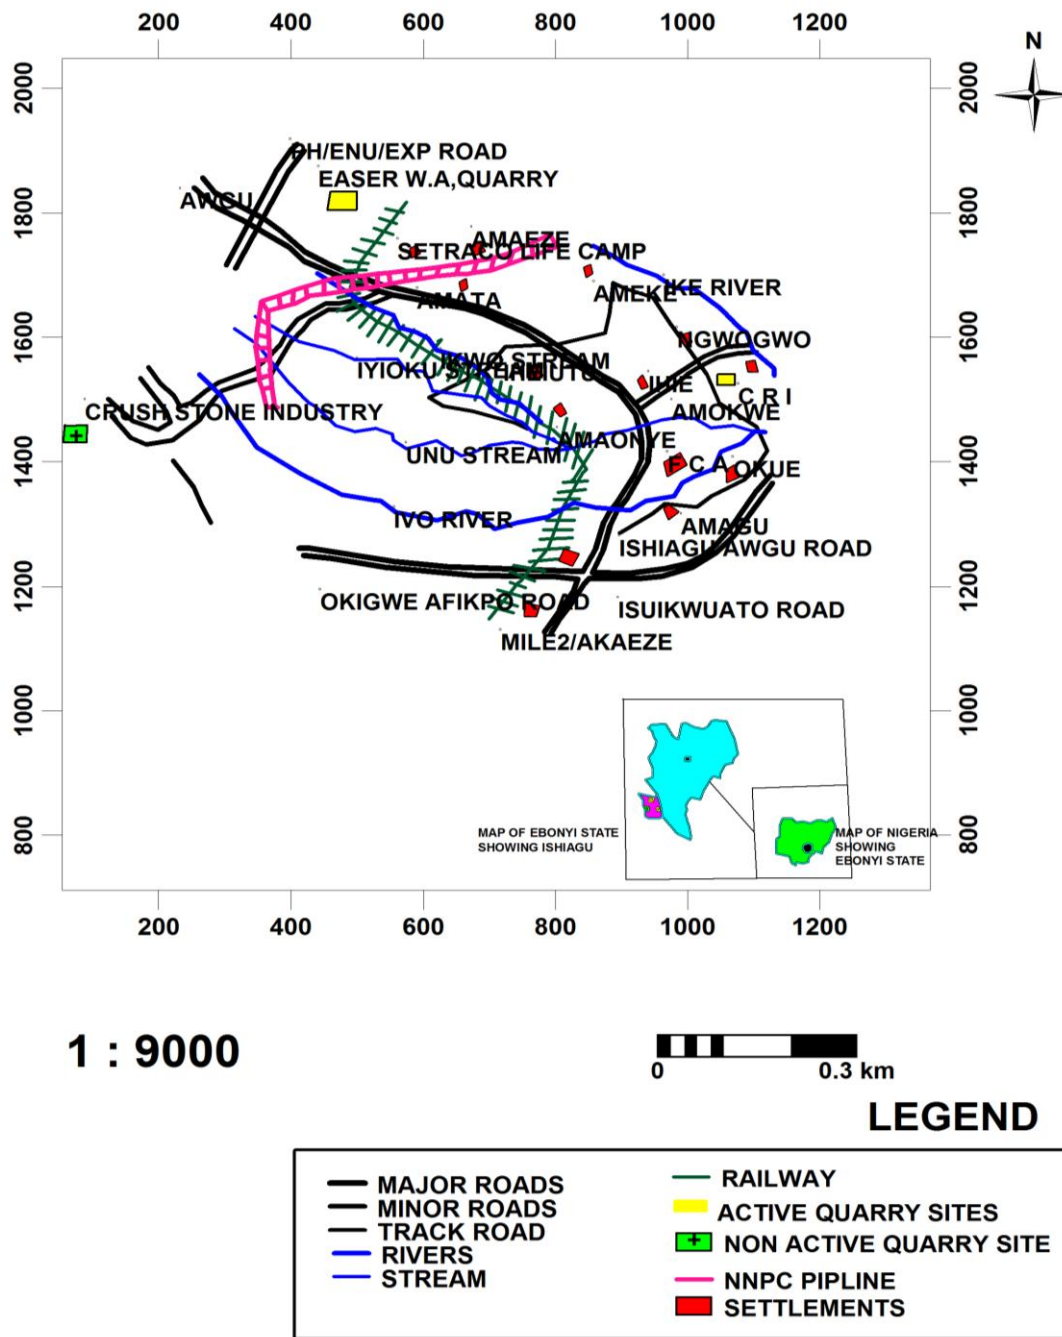 200 400 600 800 1000 1200
N
2000 2000
PH/ENU/EXP ROAD
EASER W.A,QUARRY
AWGU
1800 1800
AMAEZE
SETRACO LIFE CAMP
AMEKE
IKE RIVER
AMATA
1600 1600
NGWOGWO
IKWO STREAM
IYIOKU STREAM
IHIE
C R I
CRUSH STONE INDUSTRY
AMOKWE
AMAONYE
UNU STREAM
1400 1400
F C A
OKUE
IVO RIVER
AMAGU
ISHIAGU/AWGU ROAD
1200 1200
OKIGWE AFIKPO ROAD
ISUIKWUATO ROAD
MILE2/AKAEZE
1000 1000
800 800
MAP OF EBONYI STATE
SHOWING ISHIAGU
MAP OF NIGERIA
SHOWING
EBONYI STATE
200 400 600 800 1000 1200
1 : 9000
0 0.3 km
LEGEND
MAJOR ROADS
MINOR ROADS
TRACK ROAD
RIVERS
STREAM
RAILWAY
ACTIVE QUARRY SITES
NON ACTIVE QUARRY SITE
NNPC PIPLINE
SETTLEMENTS